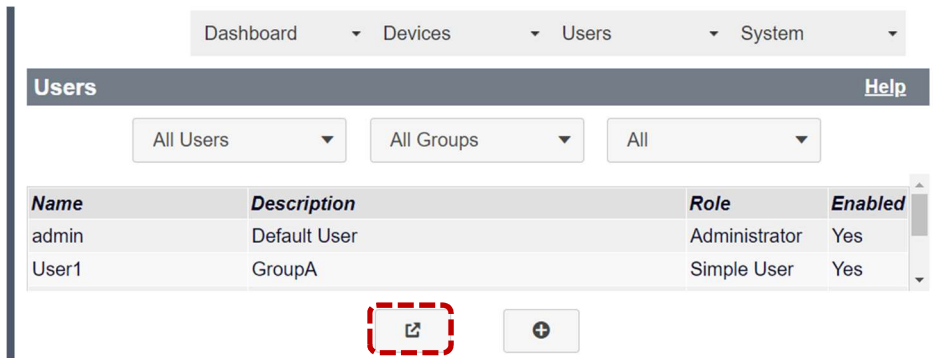 Dashboard Devices Users System
Users Help
All Users All Groups All
Name Description Role Enabled
admin Default User Administrator Yes
User1 GroupA Simple User Yes